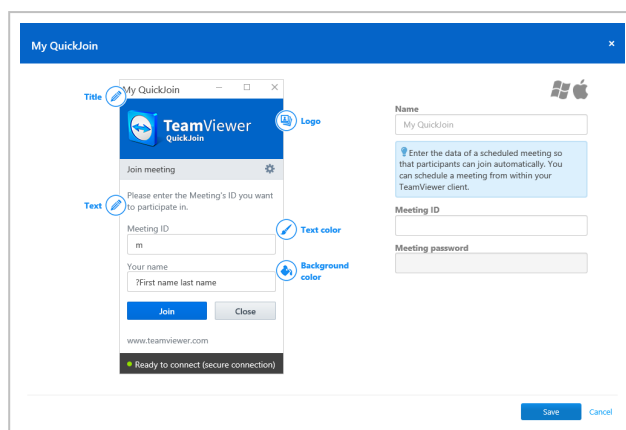 My QuickJoin ×
Title
My QuickJoin
TeamViewer
QuickJoin
Logo
Join meeting
Text
Please enter the Meeting's ID you want
to participate in.
Meeting ID
m
Text color
Your name
?First name last name
Background
color
Join Close
www.teamviewer.com
Ready to connect (secure connection)
Name
My QuickJoin
Enter the data of a scheduled meeting so
that participants can join automatically. You
can schedule a meeting from within your
TeamViewer client.
Meeting ID
Meeting password
Save Cancel